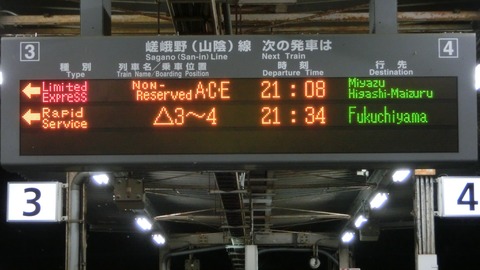 3 嵯峨野(山陰)線 次の発車は 4
Sagano (San-in) Line Next Train
種別 列車名/乗車位置 時刻 行先
Type Train Name/Boarding Position Departure Time Destination
← Limited Express Non-Reserved A-C・E 21:08 Miyazu Higashi-Maizuru
← Rapid Service △3〜4 21:34 Fukuchiyama
3 4